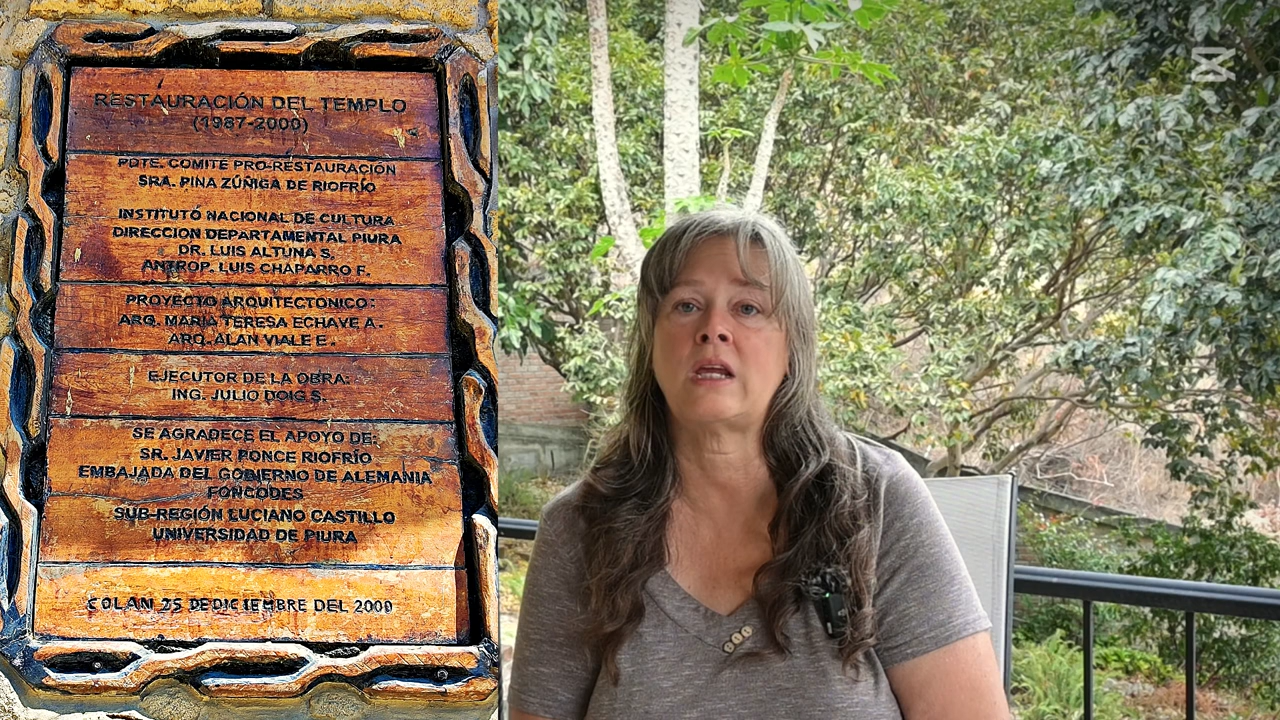 RESTAURACIÓN DEL TEMPLO
(1987-2000)
PDTE. COMITE PRO-RESTAURACIÓN
SRA. PINA ZÚÑIGA DE RIOFRÍO
INSTITUTO NACIONAL DE CULTURA
DIRECCION DEPARTAMENTAL PIURA
DR. LUIS ALTUNA S.
ANTROP. LUIS CHAPARRO F.
PROYECTO ARQUITECTONICO:
ARQ. MARIA TERESA ECHAVE A.
ARQ. ALAN VIALE E.
EJECUTOR DE LA OBRA:
ING. JULIO DOIG S.
SE AGRADECE EL APOYO DE:
SR. JAVIER PONCE RIOFRÍO
EMBAJADA DEL GOBIERNO DE ALEMANIA
FONCODES
SUB-REGIÓN LUCIANO CASTILLO
UNIVERSIDAD DE PIURA
COLAN 25 DE DICIEMBRE DEL 2000